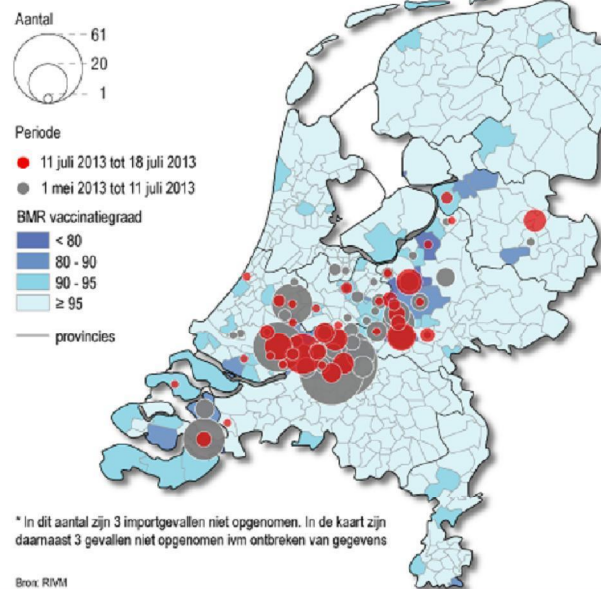 Aantal
61
20
1
Periode
11 juli 2013 tot 18 juli 2013
1 mei 2013 tot 11 juli 2013
BMR vaccinatiegraad
< 80
80 - 90
90 - 95
≥ 95
provincies
* In dit aantal zijn 3 importgevallen niet opgenomen. In de kaart zijn
daarnaast 3 gevallen niet opgenomen ivm ontbreken van gegevens
Bron: RIVM